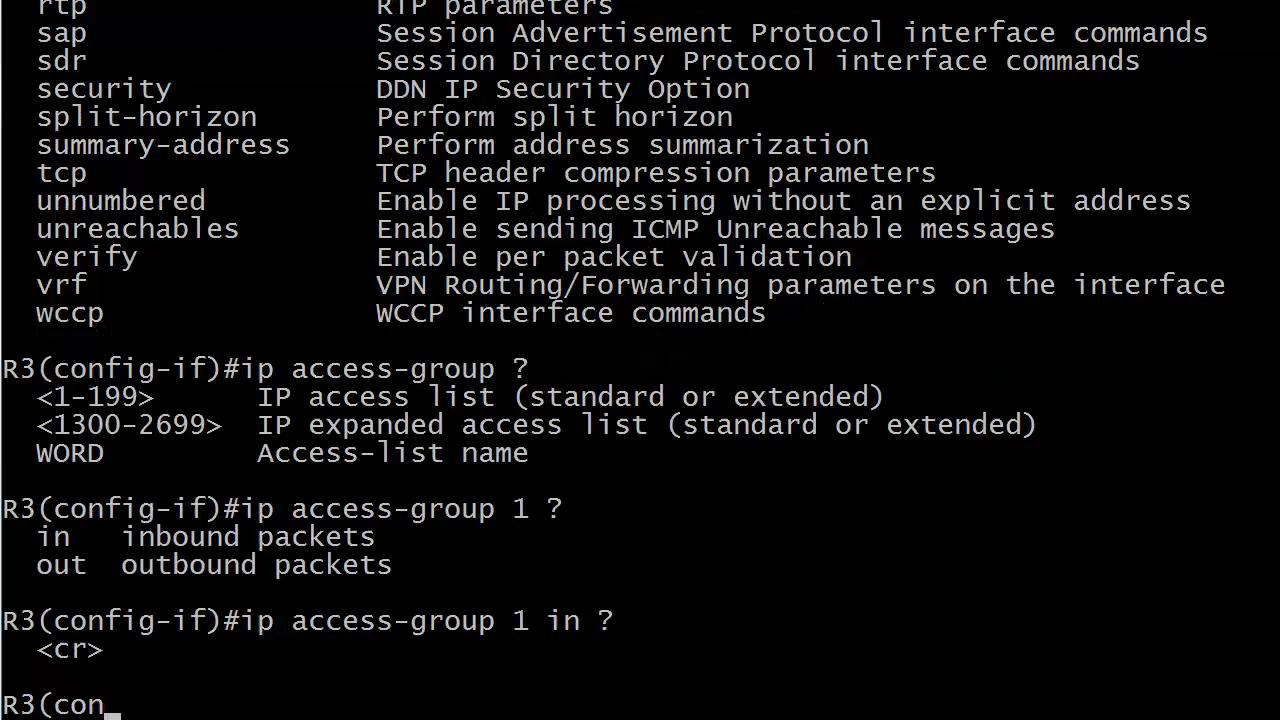 rtp RTP parameters
sap Session Advertisement Protocol interface commands
sdr Session Directory Protocol interface commands
security DDN IP Security Option
split-horizon Perform split horizon
summary-address Perform address summarization
tcp TCP header compression parameters
unnumbered Enable IP processing without an explicit address
unreachables Enable sending ICMP Unreachable messages
verify Enable per packet validation
vrf VPN Routing/Forwarding parameters on the interface
wccp WCCP interface commands
R3(config-if)#ip access-group ?
<1-199> IP access list (standard or extended)
<1300-2699> IP expanded access list (standard or extended)
WORD Access-list name
R3(config-if)#ip access-group 1 ?
in inbound packets
out outbound packets
R3(config-if)#ip access-group 1 in ?
<cr>
R3(con